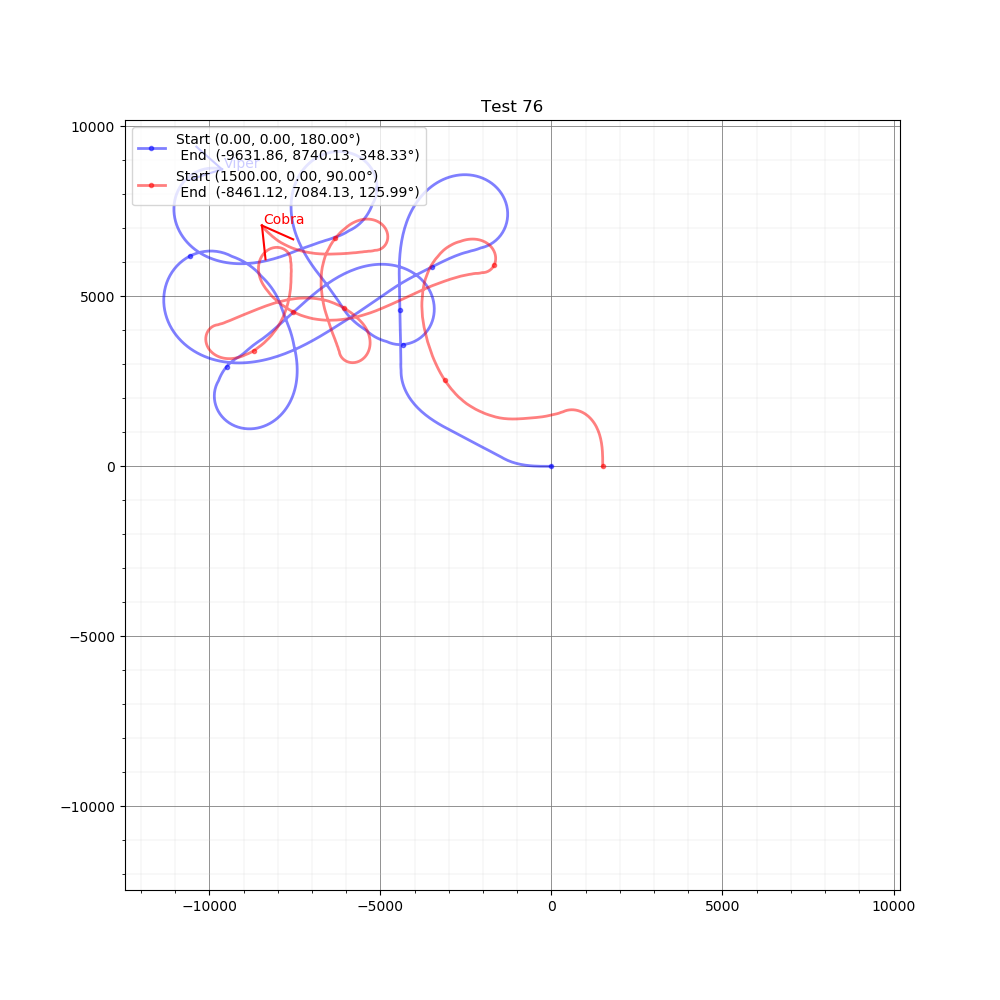 Test 76
10000
5000
0
−5000
−10000
Start (0.00, 0.00, 180.00°)
End (-9631.86, 8740.13, 348.33°)
Start (1500.00, 0.00, 90.00°)
End (-8461.12, 7084.13, 125.99°)
Viper
Cobra
−10000 −5000 0 5000 10000